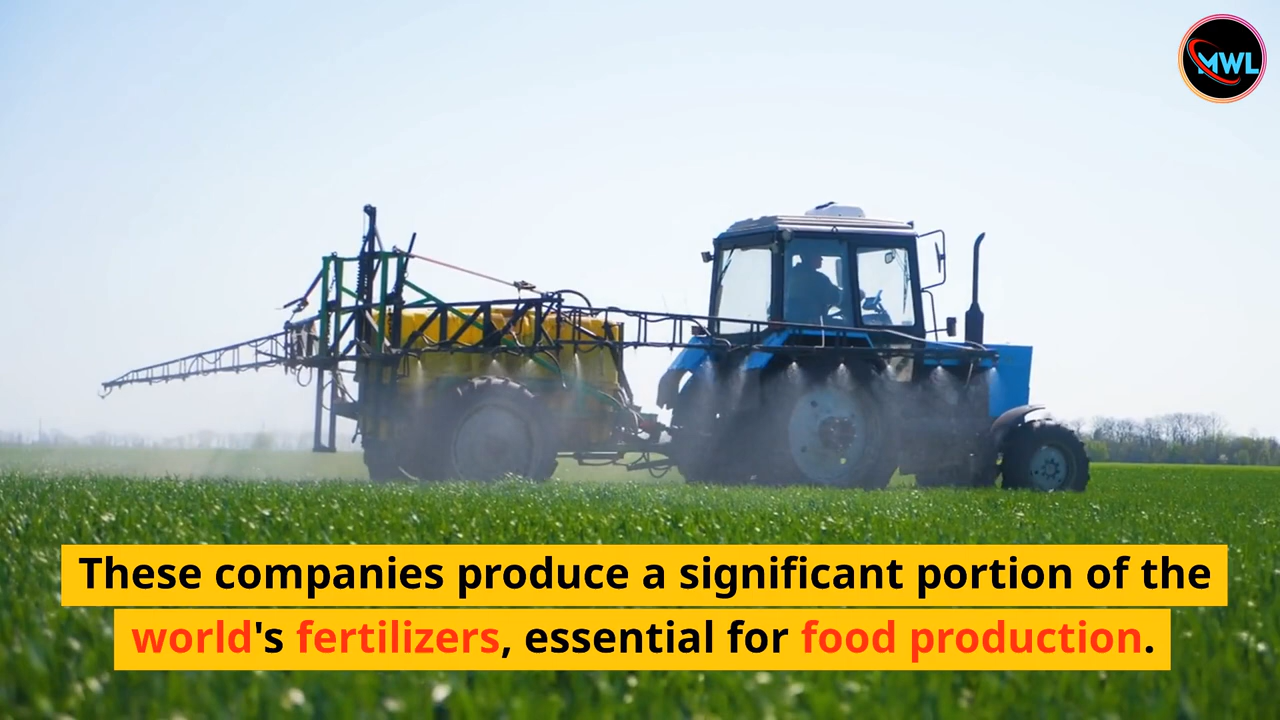 MWL
These companies produce a significant portion of the
world's fertilizers, essential for food production.